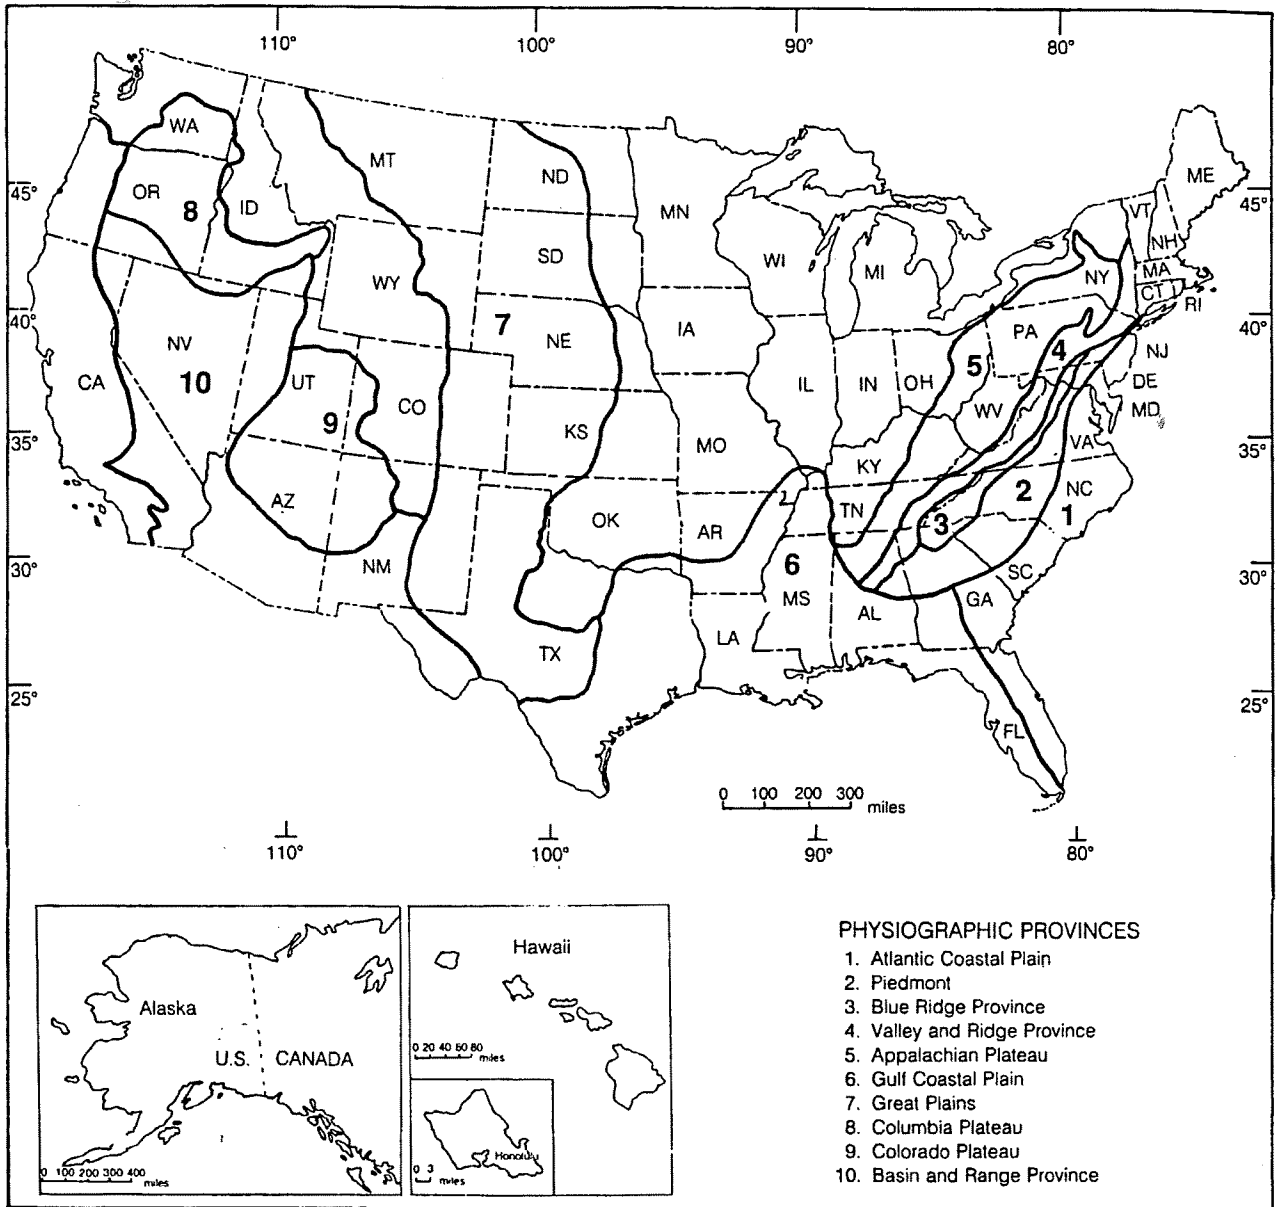 110° 100° 90° 80°
WA
MT
ME
ND
45° OR 8 ID MN 45°
VT
NH
SD WI MI NY MA
WY CT RI
40° 7 NE IA PA 40°
NV 4 NJ
CA 10 UT CO IL IN OH 5 DE
9 WV MD
35° KS MO VA 35°
KY
AZ OK AR TN 2 NC
3 1
30° NM 6 SC 30°
MS AL GA
LA
TX
25° 25°
FL
0 100 200 300 miles
110° 100° 90° 80°
Alaska
U.S. CANADA
0 100 200 300 400 miles
Hawaii
0 20 40 60 80 miles
Honolulu
0 3 miles
PHYSIOGRAPHIC PROVINCES
1. Atlantic Coastal Plain
2. Piedmont
3. Blue Ridge Province
4. Valley and Ridge Province
5. Appalachian Plateau
6. Gulf Coastal Plain
7. Great Plains
8. Columbia Plateau
9. Colorado Plateau
10. Basin and Range Province